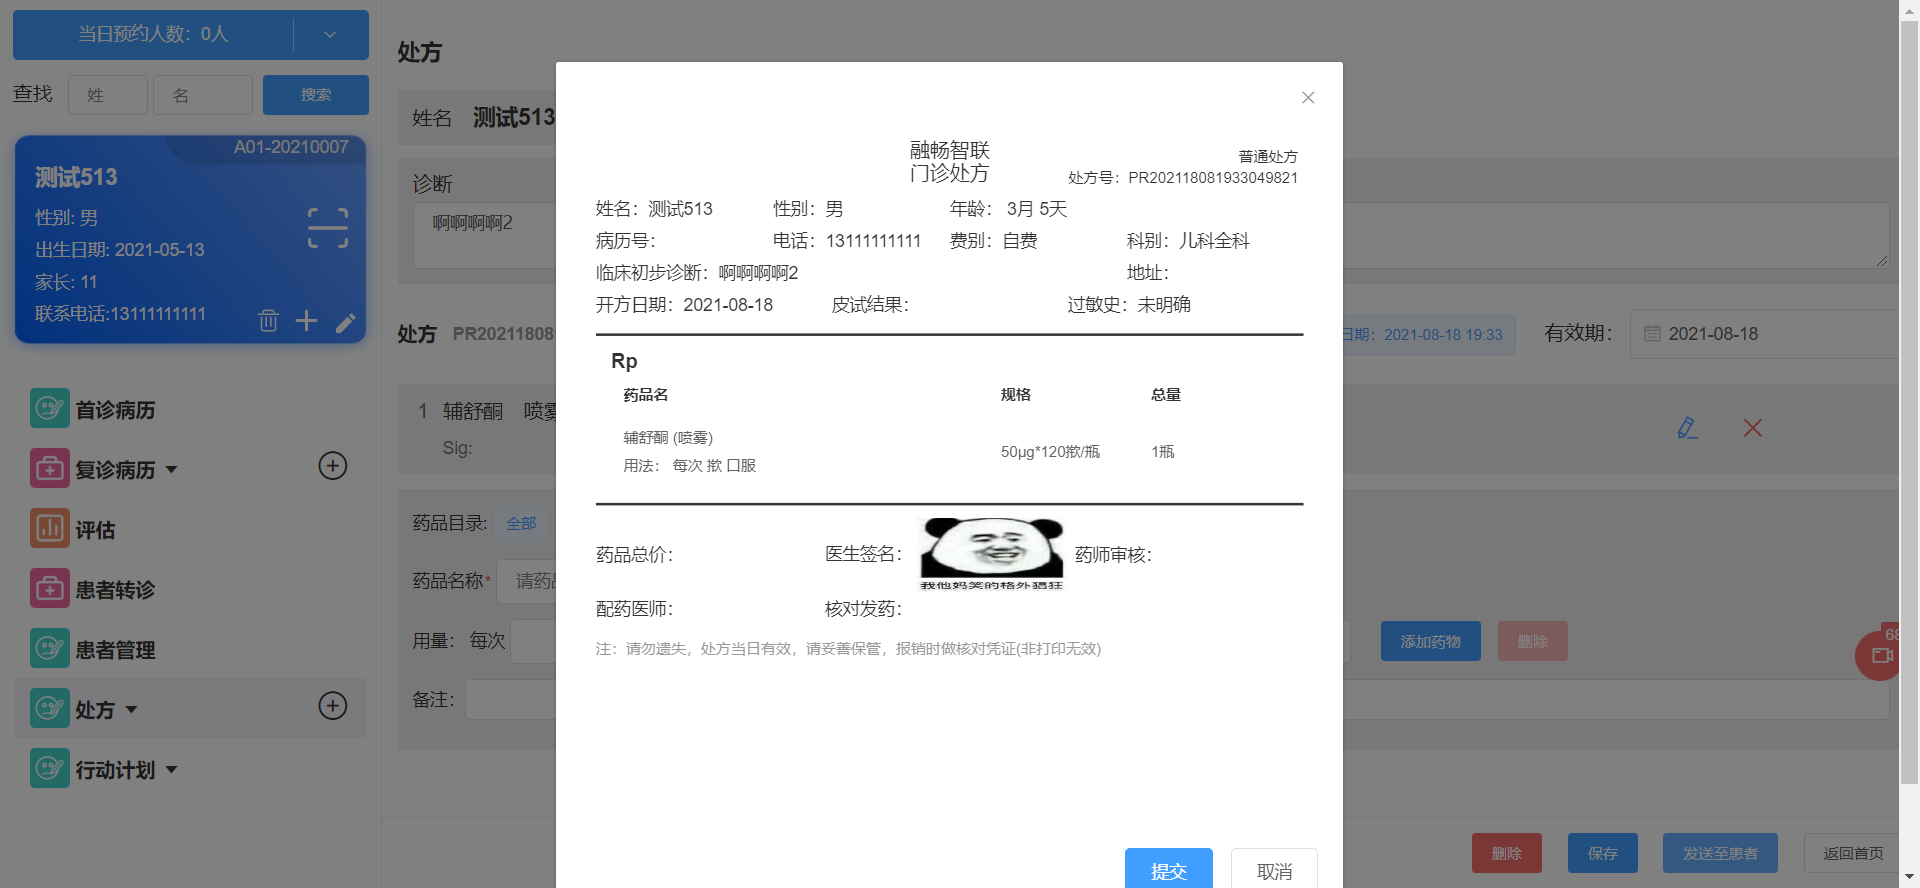 当日预约人数：0人
查找 姓 名 搜索
A01-20210007
测试513
性别: 男
出生日期: 2021-05-13
家长: 11
联系电话:13111111111
首诊病历
复诊病历
评估
患者转诊
患者管理
处方
行动计划
处方
姓名 测试513
诊断
啊啊啊啊2
处方 PR20211808
日期：2021-08-18 19:33 有效期： 2021-08-18
1 辅舒酮 喷雾
Sig:
药品目录: 全部
药品名称* 请药品
用量： 每次 添加药物 删除
备注：
68
删除 保存 发送至患者 返回首页
融畅智联
门诊处方
普通处方
处方号：PR202118081933049821
姓名：测试513 性别：男 年龄： 3月 5天
病历号： 电话：13111111111 费别：自费 科别：儿科全科
临床初步诊断：啊啊啊啊2 地址：
开方日期：2021-08-18 皮试结果： 过敏史：未明确
Rp
药品名 规格 总量
辅舒酮 (喷雾)
用法： 每次 揿 口服
50μg*120揿/瓶 1瓶
药品总价： 医生签名： 药师审核：
我他妈笑的格外猖狂
配药医师： 核对发药：
注：请勿遗失，处方当日有效，请妥善保管，报销时做核对凭证(非打印无效)
提交 取消